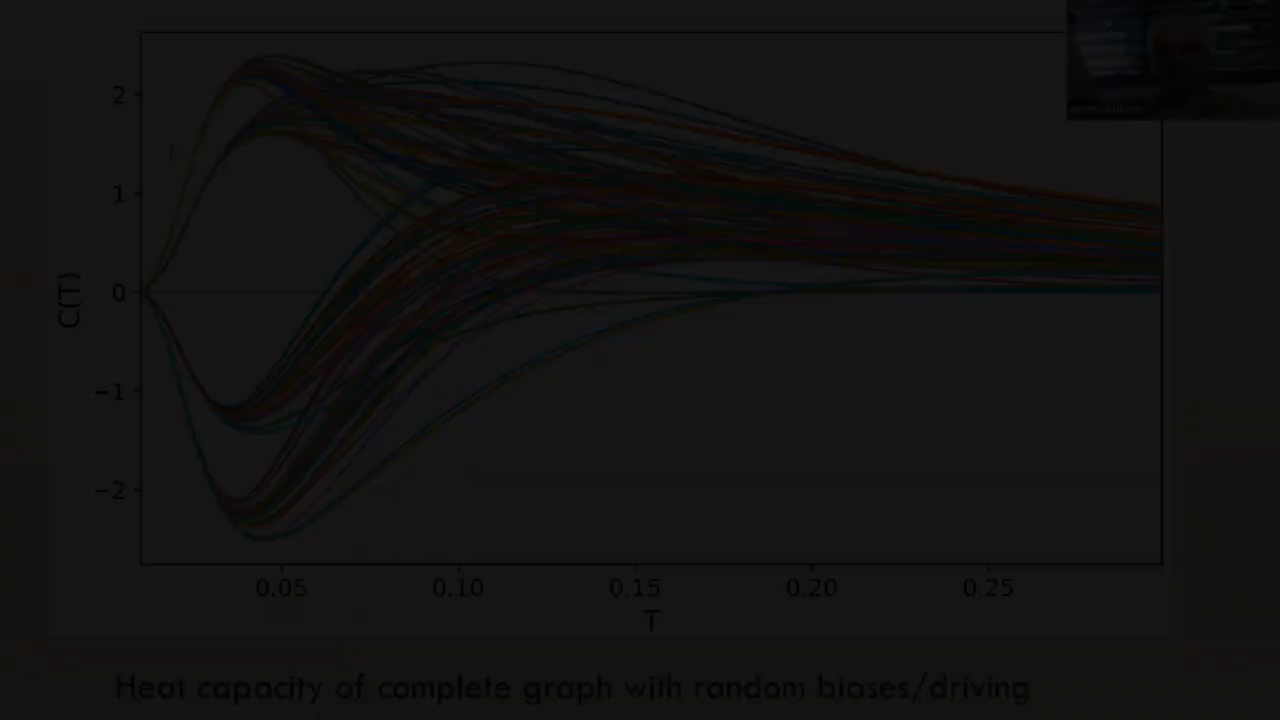 2
1
C(T)
0
−1
−2
0.05 0.10 0.15 0.20 0.25
T
Heat capacity of complete graph with random biases/driving